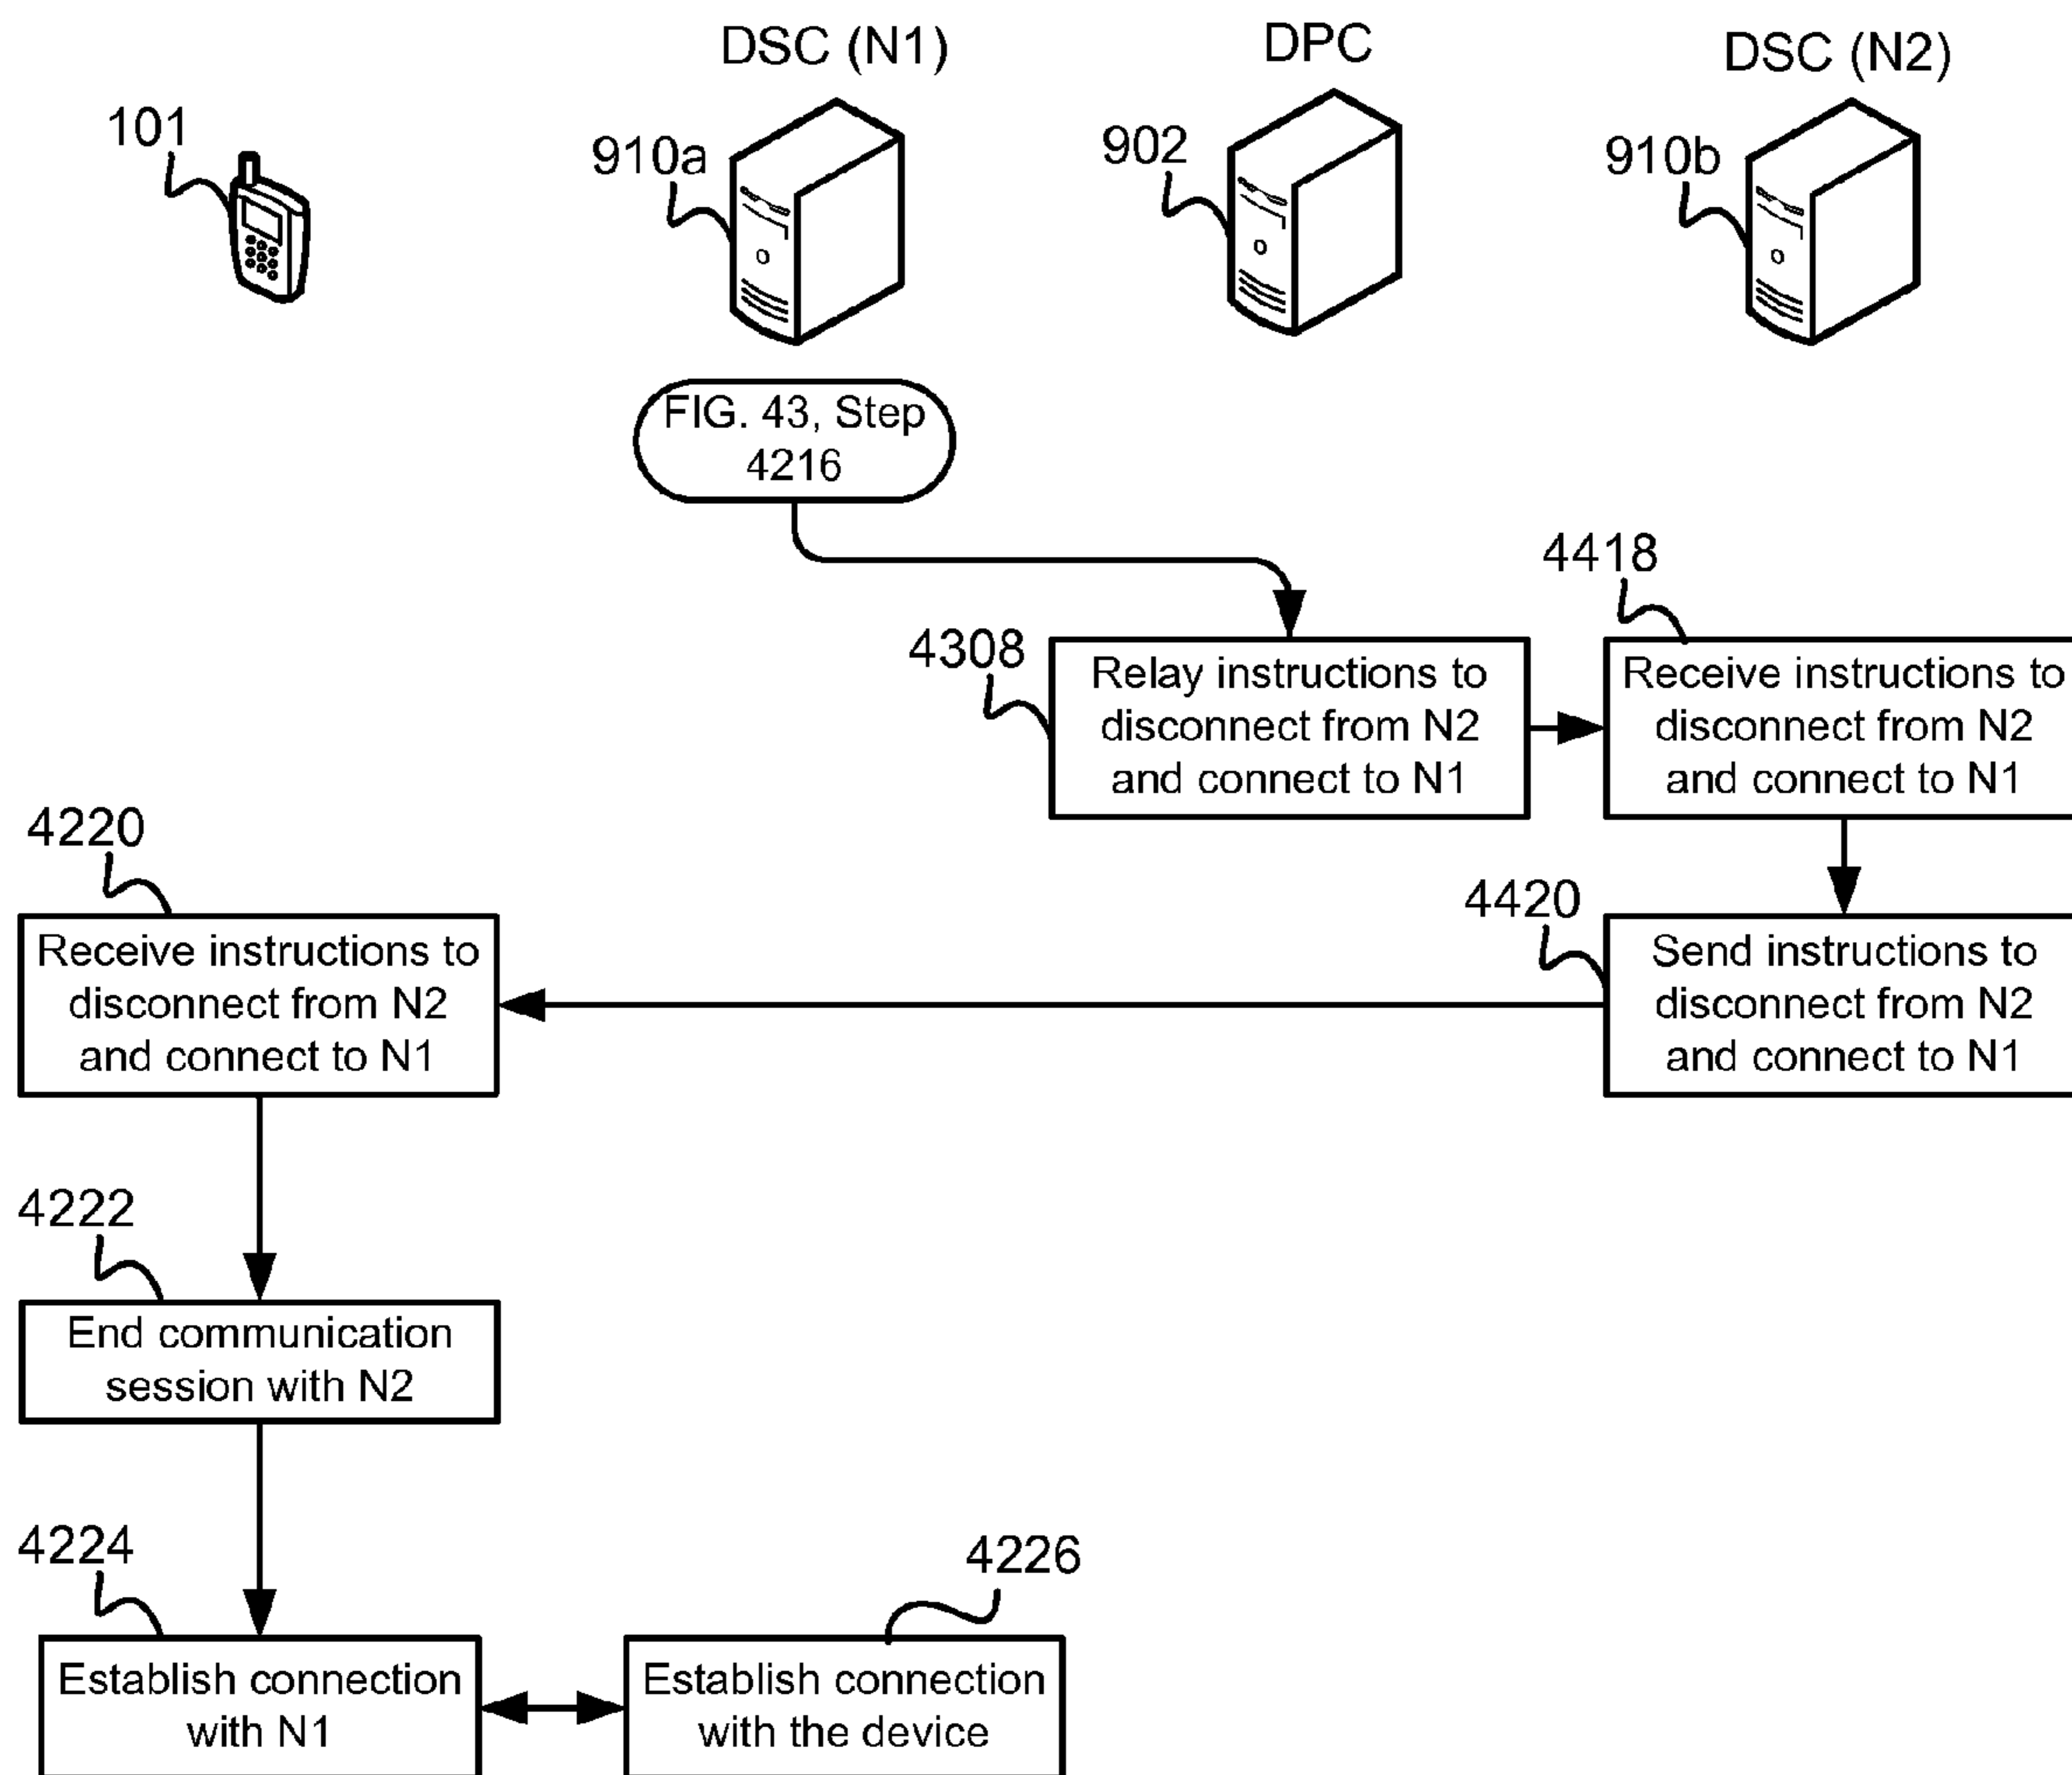 DSC (N1)
DPC
DSC (N2)
101
910a
902
910b
FIG. 43, Step
4216
4418
4308
Relay instructions to
disconnect from N2
and connect to N1
Receive instructions to
disconnect from N2
and connect to N1
4220
4420
Receive instructions to
disconnect from N2
and connect to N1
Send instructions to
disconnect from N2
and connect to N1
4222
End communication
session with N2
4224
4226
Establish connection
with N1
Establish connection
with the device